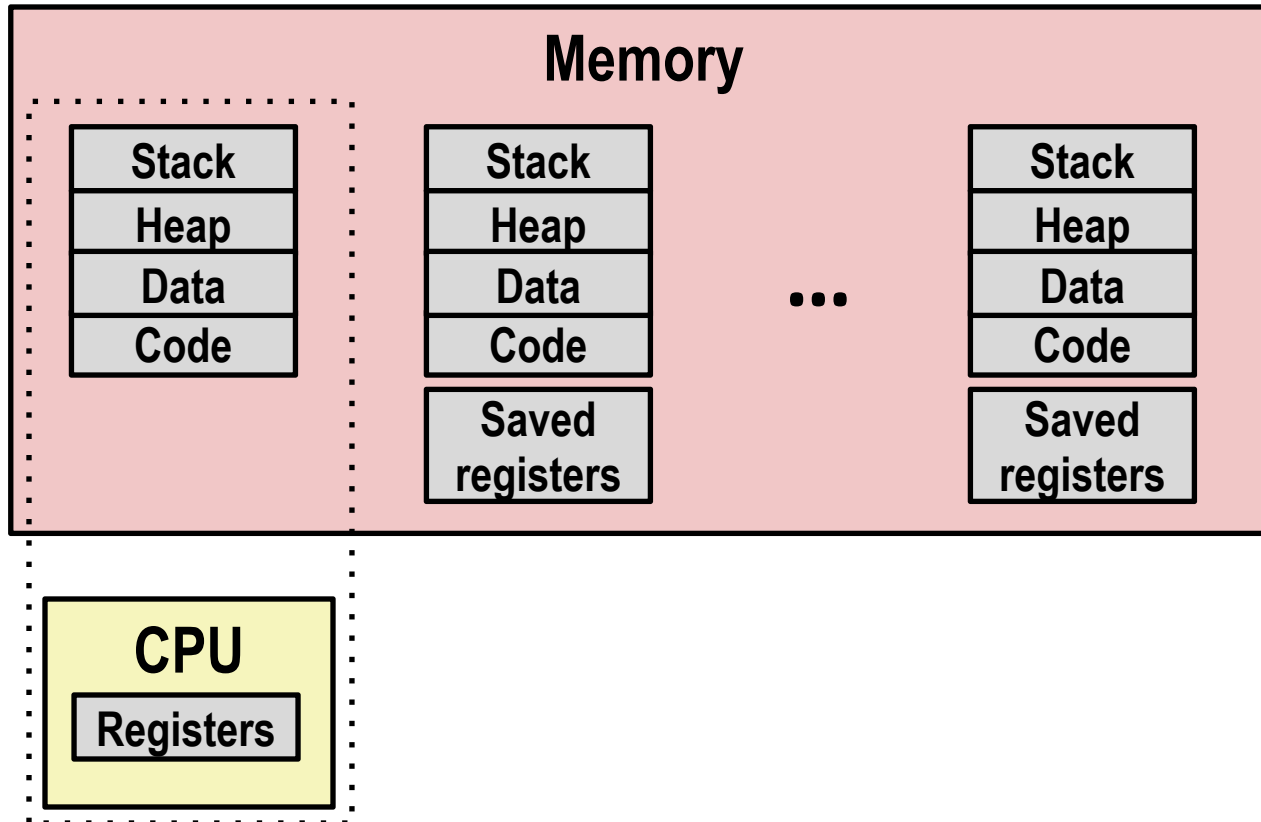 Memory
Stack
Heap
Data
Code
Stack
Heap
Data
Code
Saved
registers
...
Stack
Heap
Data
Code
Saved
registers
CPU
Registers